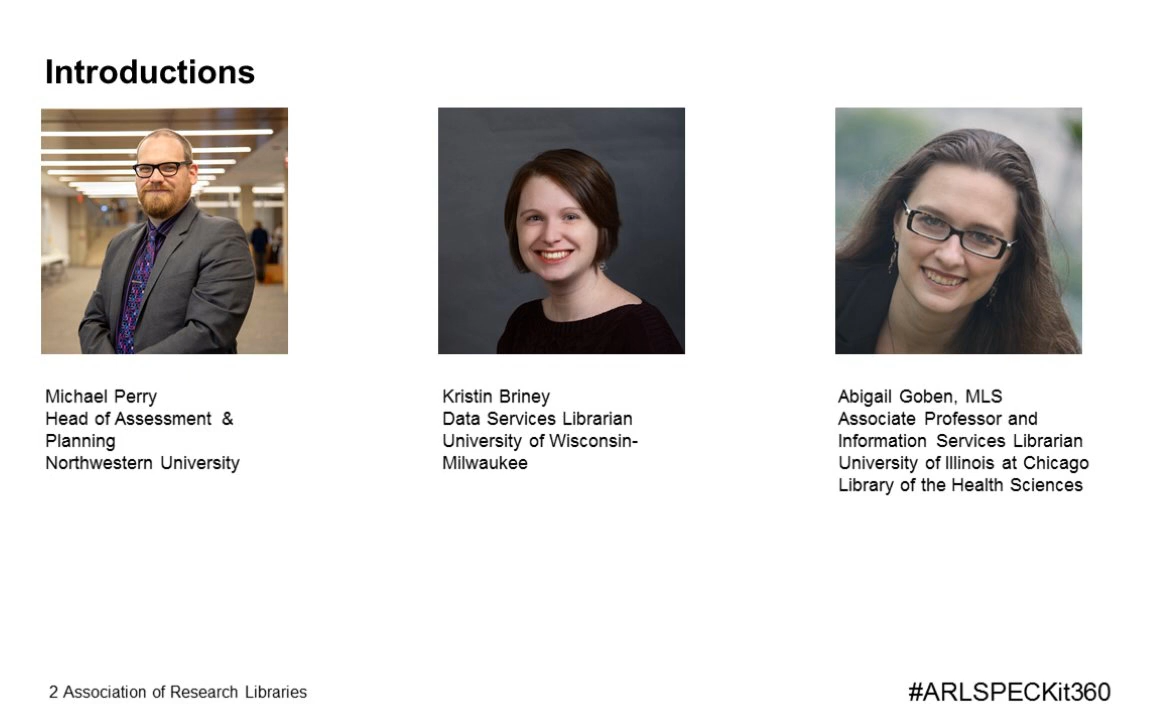 Introductions
Michael Perry
Head of Assessment & 
Planning
Northwestern University
Kristin Briney
Data Services Librarian
University of Wisconsin-
Milwaukee
Abigail Goben, MLS
Associate Professor and
Information Services Librarian
University of Illinois at Chicago
Library of the Health Sciences
2 Association of Research Libraries
#ARLSPECKit360